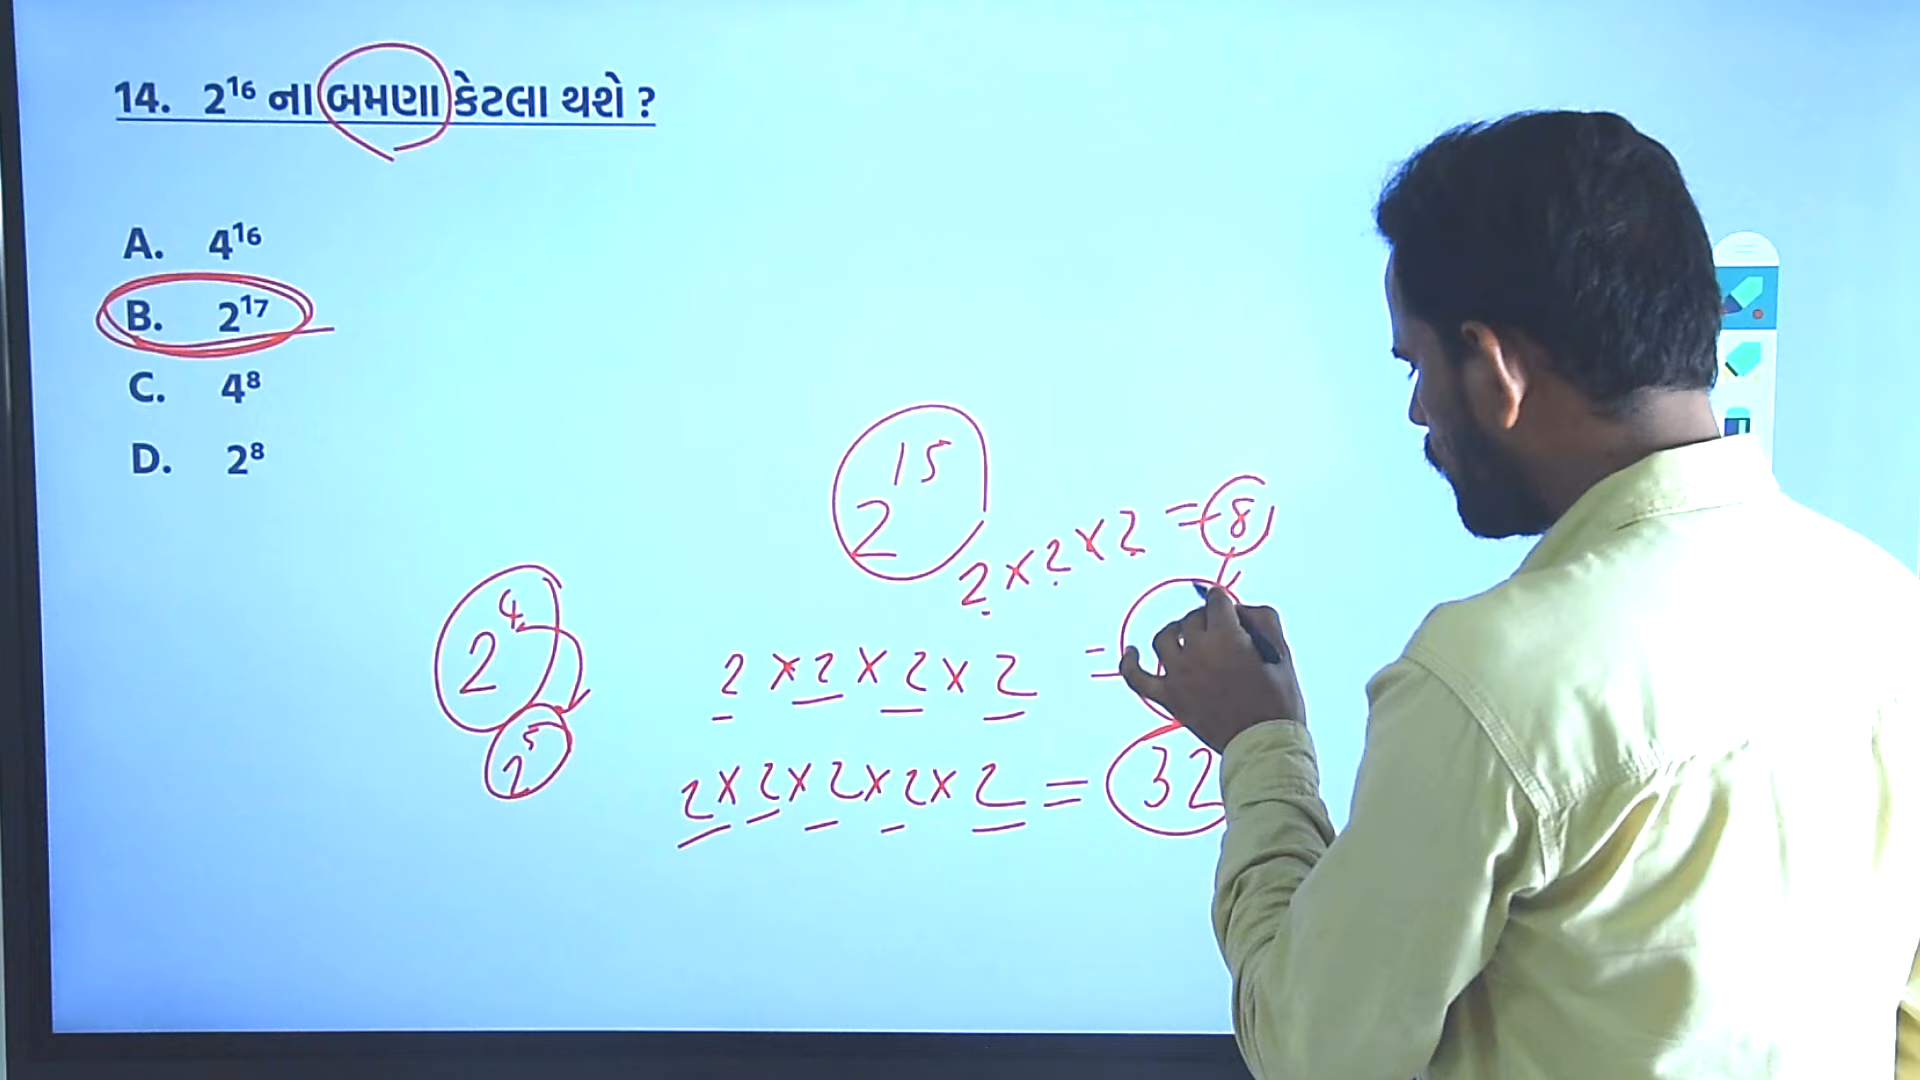 14. 2¹⁶ ના બમણા કેટલા થશે ?
A. 4¹⁶
B. 2¹⁷
C. 4⁸
D. 2⁸
2¹⁵
2 × 2 × 2 = 8
2⁴
2 × 2 × 2 × 2 =
2⁵
2 × 2 × 2 × 2 × 2 = 32